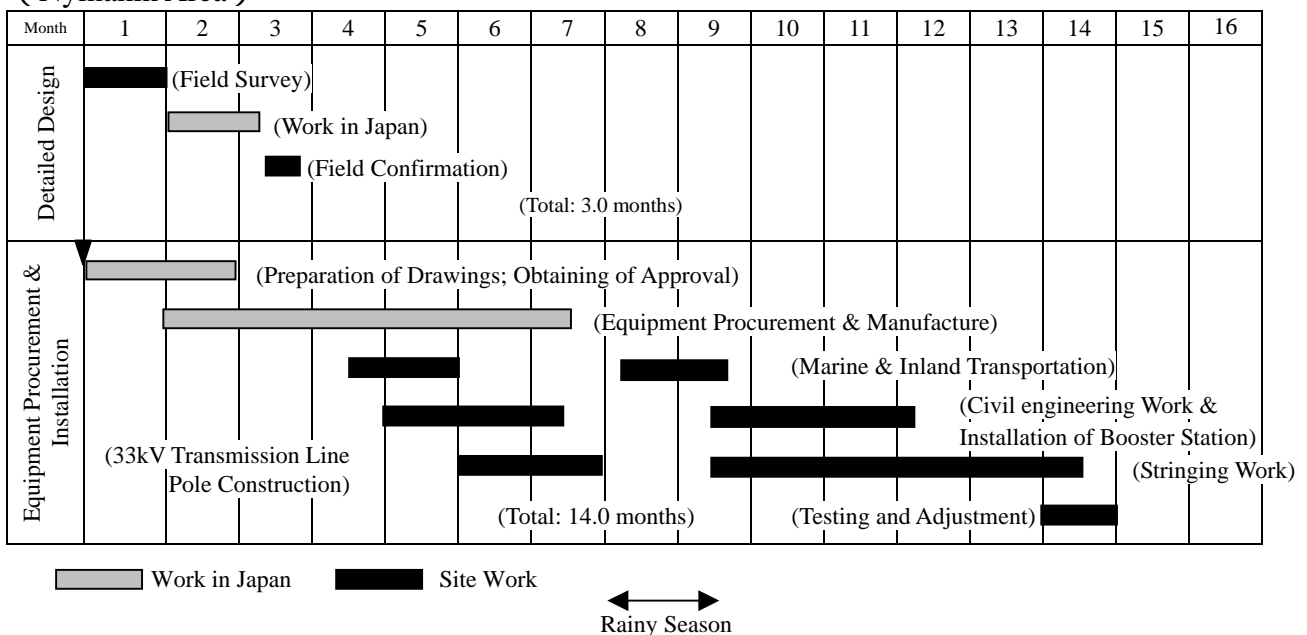 ( Nymanm Area )
Month 1 2 3 4 5 6 7 8 9 10 11 12 13 14 15 16
Detailed Design
(Field Survey)
(Work in Japan)
(Field Confirmation)
(Total: 3.0 months)
Equipment Procurement &
Installation
(Preparation of Drawings; Obtaining of Approval)
(Equipment Procurement & Manufacture)
(Marine & Inland Transportation)
(Civil engineering Work &
Installation of Booster Station)
(33kV Transmission Line
Pole Construction)
(Stringing Work)
(Total: 14.0 months)
(Testing and Adjustment)
Work in Japan
Site Work
Rainy Season